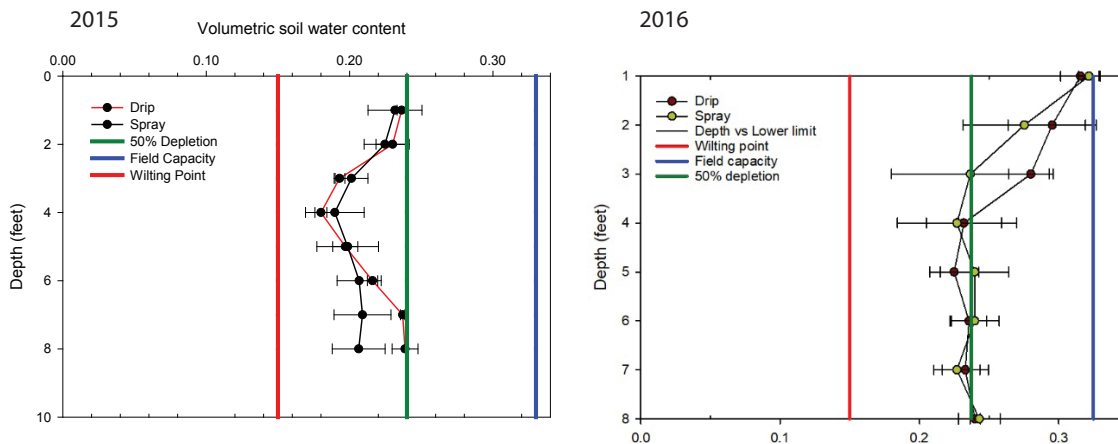 2015
Volumetric soil water content
0.00 0.10 0.20 0.30
0
2
4
6
8
10
Depth (feet)
Drip
Spray
50% Depletion
Field Capacity
Wilting Point
2016
1
2
3
4
5
6
7
8
Depth (feet)
Drip
Spray
Depth vs Lower limit
Wilting point
Field capacity
50% depletion
0.0 0.1 0.2 0.3